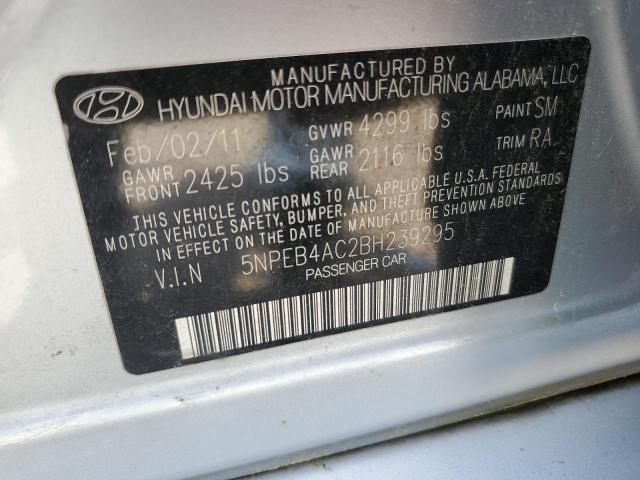 MANUFACTURED BY
HYUNDAI MOTOR MANUFACTURING ALABAMA, LLC
Feb/02/11 GVWR 4299 lbs PAINT SM
GAWR FRONT 2425 lbs GAWR REAR 2116 lbs TRIM RA
THIS VEHICLE CONFORMS TO ALL APPLICABLE U.S.A. FEDERAL
MOTOR VEHICLE SAFETY, BUMPER, AND THEFT PREVENTION STANDARDS
IN EFFECT ON THE DATE OF MANUFACTURE SHOWN ABOVE.
V.I.N 5NPEB4AC2BH239295
PASSENGER CAR